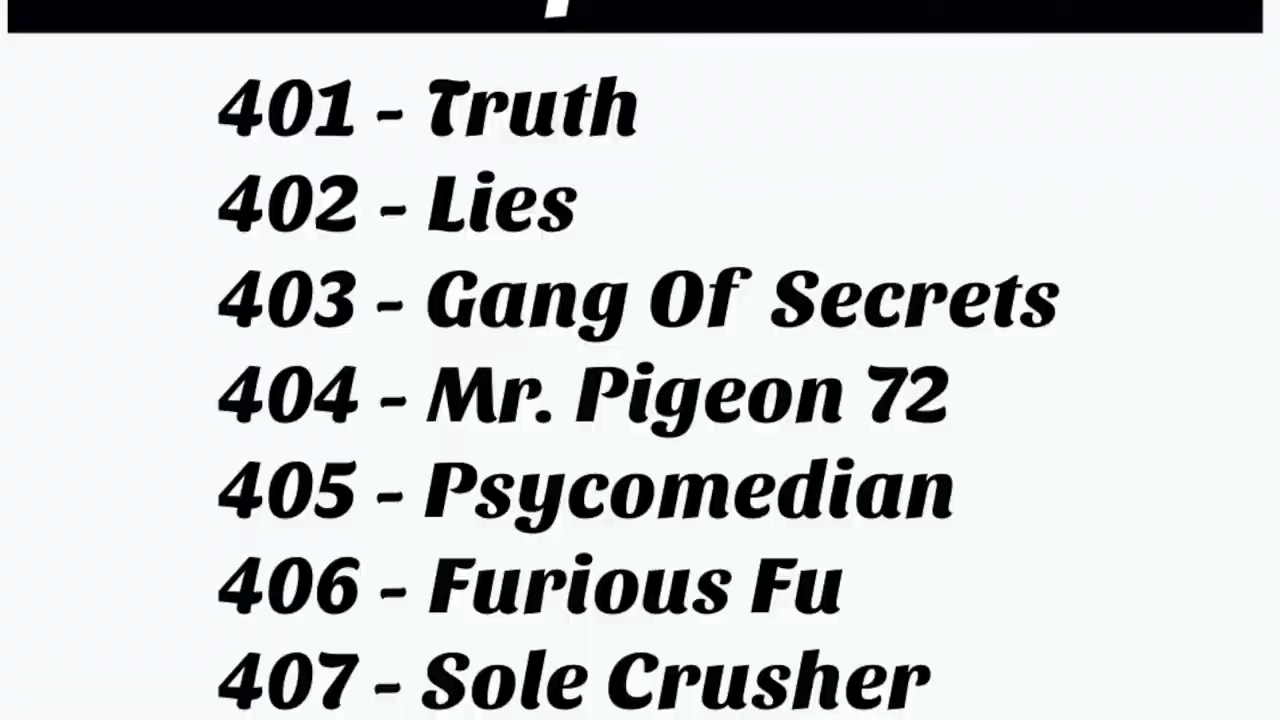 401 - Truth
402 - Lies
403 - Gang Of Secrets
404 - Mr. Pigeon 72
405 - Psycomedian
406 - Furious Fu
407 - Sole Crusher